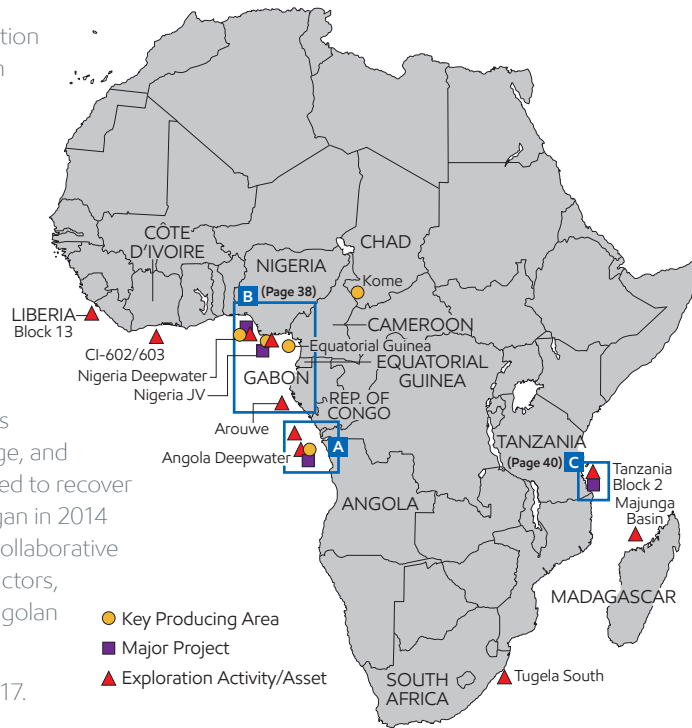 tion
n
s
ge, and
ed to recover
gan in 2014
ollaborative
ctors,
golan
17.
CÔTE
D'IVOIRE
CHAD
NIGERIA
Kome
B (Page 38)
LIBERIA
Block 13
CAMEROON
CI-602/603
Equatorial Guinea
Nigeria Deepwater
EQUATORIAL
GUINEA
Nigeria JV
GABON
REP. OF
CONGO
Arouwe
A
TANZANIA
(Page 40) C
Angola Deepwater
Tanzania
Block 2
Majunga
Basin
ANGOLA
MADAGASCAR
Key Producing Area
Major Project
Exploration Activity/Asset
SOUTH
AFRICA
Tugela South